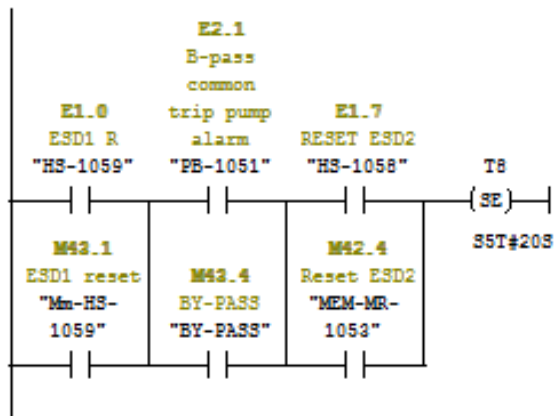 E2.1
B-pass
common
E1.0 trip pump E1.7
ESD1 R alarm RESET ESD2
"HS-1059" "PB-1051" "HS-1058" T8
SE
S5T#20S
M43.1 M42.4
ESD1 reset M43.4 Reset ESD2
"Mm-HS- BY-PASS "MEM-MR-
1059" "BY-PASS" 1053"